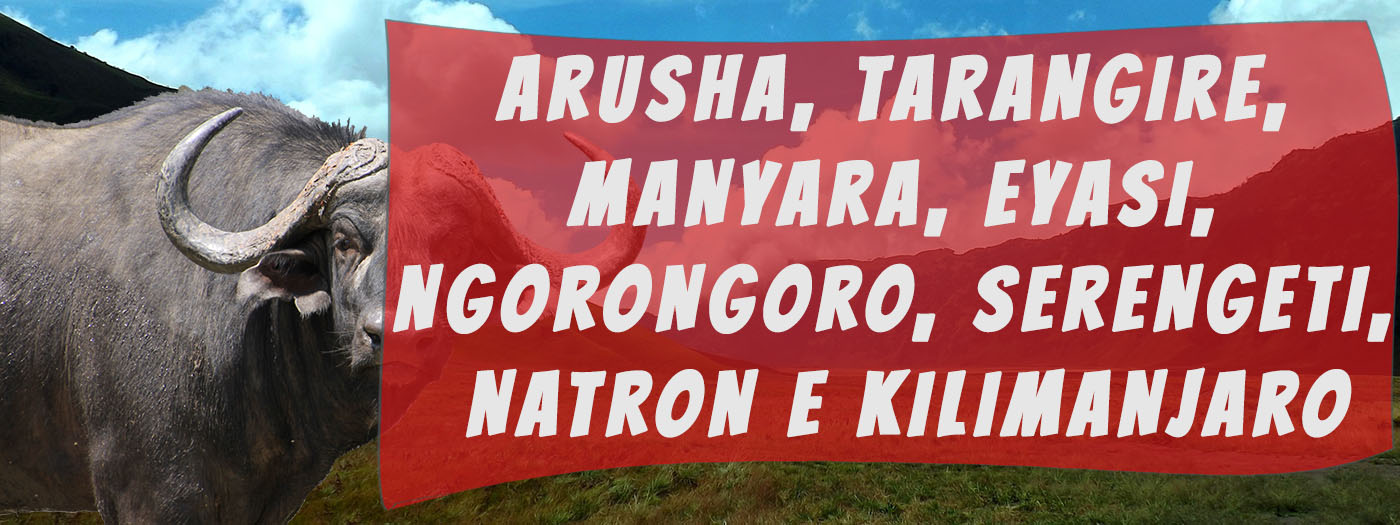 ARUSHA, TARANGIRE,
MANYARA, EYASI,
NGORONGORO, SERENGETI,
NATRON E KILIMANJARO